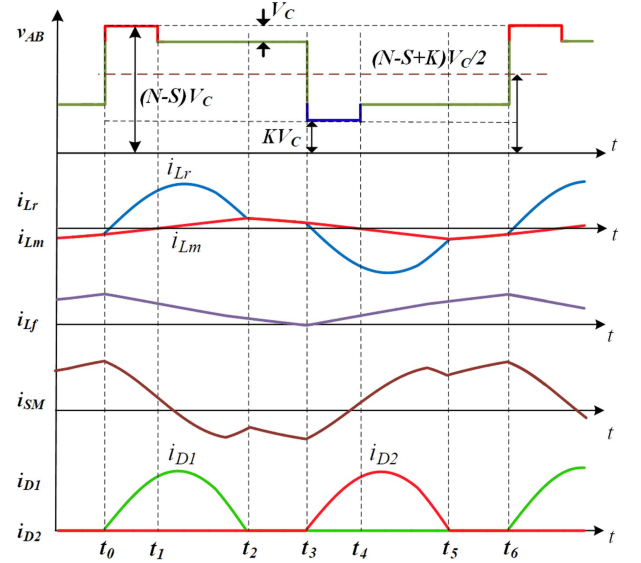 V_C
v_AB
(N-S+K)V_C/2
(N-S)V_C
KV_C
t
i_Lr
i_Lr
i_Lm
i_Lm
t
i_Lf
t
i_SM
t
i_D1 i_D2
i_D1
i_D2
t
t_0 t_1 t_2 t_3 t_4 t_5 t_6